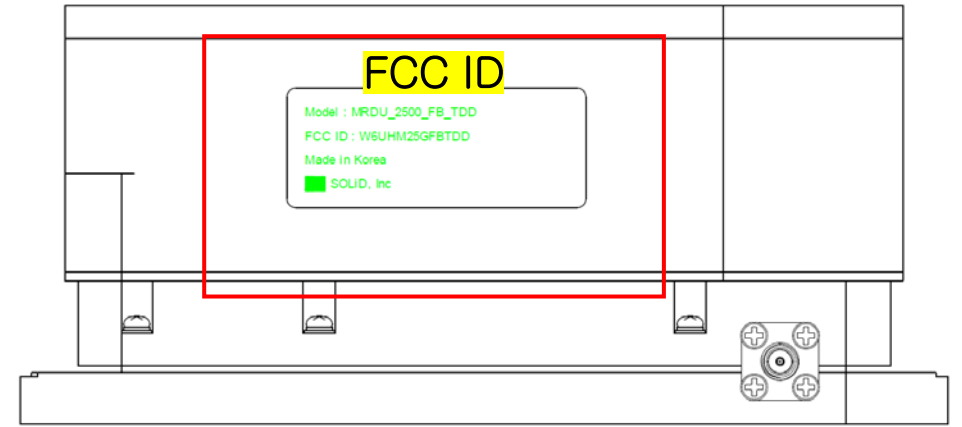 FCC ID
Model : MRDU_2500_FB_TDD
FCC ID : W6UHM25GFBTDD
Made in Korea
SOLiD, Inc